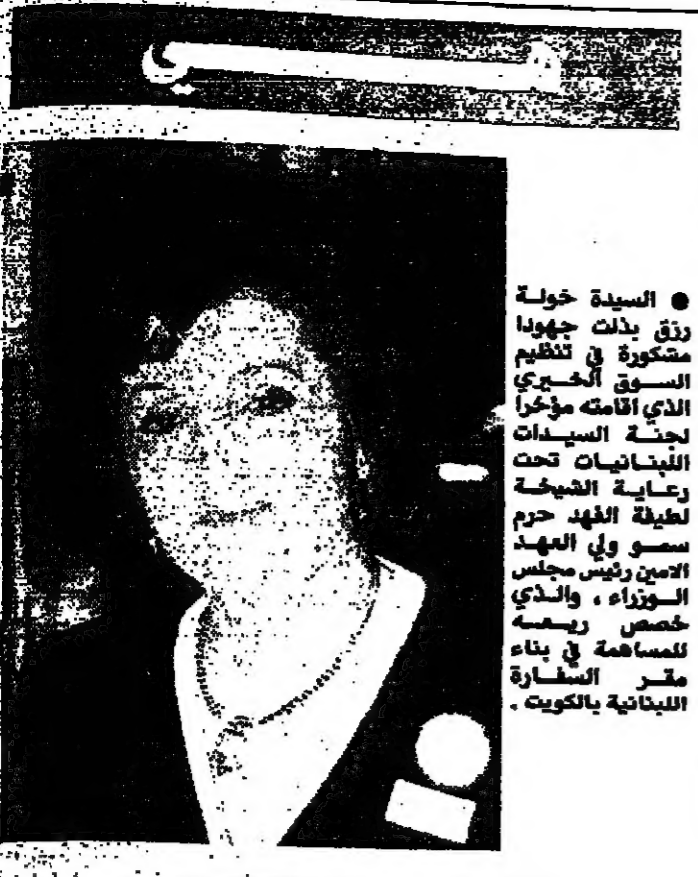 ● السيدة خولة
رزق بذلت جهودا
مشكورة في تنظيم
السوق الخيري
الذي اقامته مؤخرا
لجنة السيدات
اللبنانيات تحت
رعاية الشيخة
لطيفة الفهد حرم
سمو ولي العهد
الامين رئيس مجلس
الوزراء ، والذي
خصص ريعه
للمساهمة في بناء
مقر السفارة
اللبنانية بالكويت .